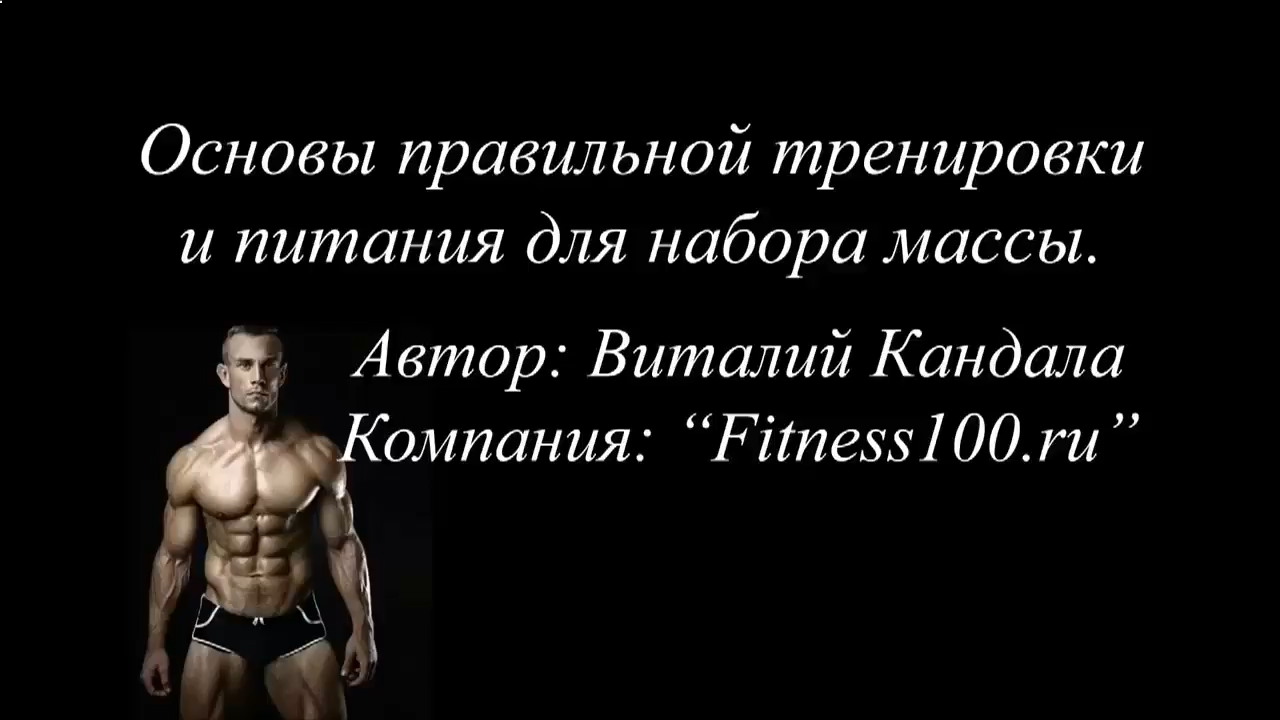 Основы правильной тренировки
и питания для набора массы.
Автор: Виталий Кандала
Компания: “Fitness100.ru”